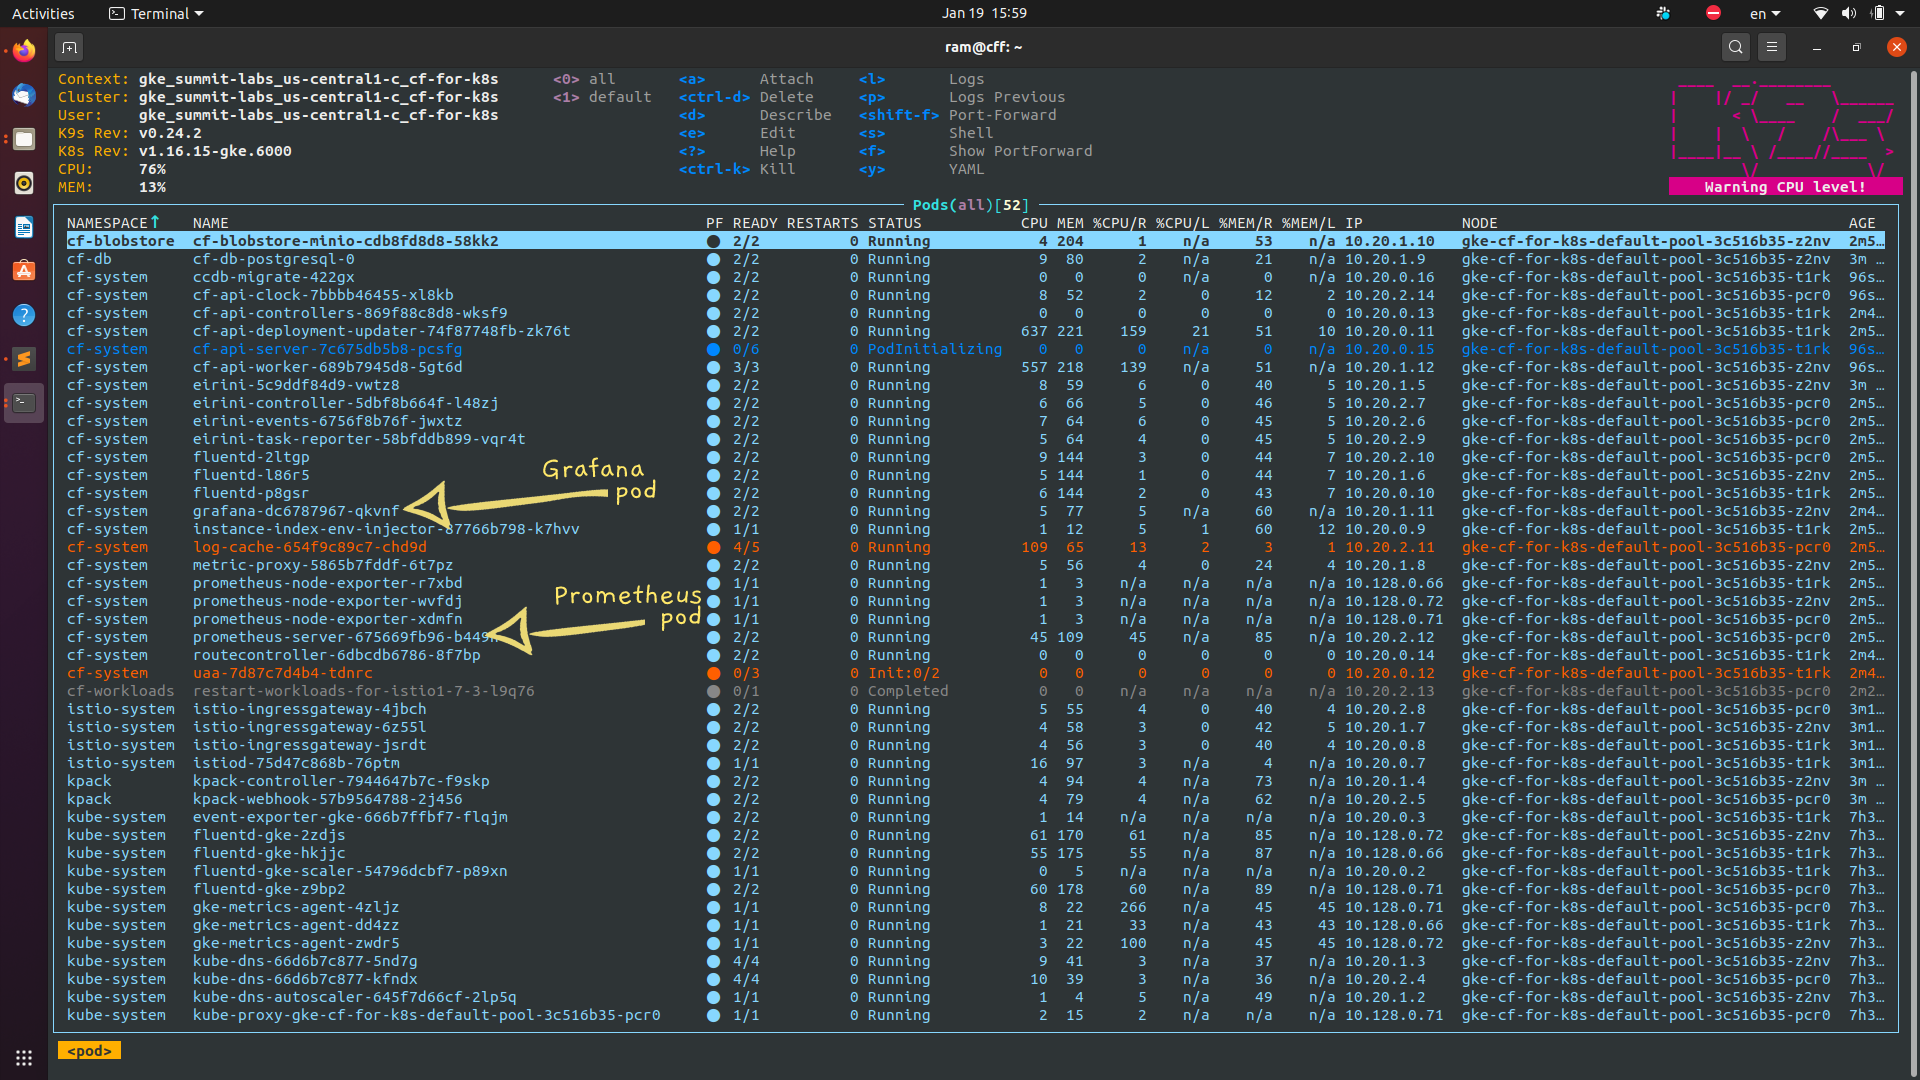 Activities Terminal Jan 19 15:59 en
ram@cff: ~
Context: gke_summit-labs_us-central1-c_cf-for-k8s <0> all <a> Attach <l> Logs
Cluster: gke_summit-labs_us-central1-c_cf-for-k8s <1> default <ctrl-d> Delete <p> Logs Previous
User: gke_summit-labs_us-central1-c_cf-for-k8s <d> Describe <shift-f> Port-Forward
K9s Rev: v0.24.2 <e> Edit <s> Shell
K8s Rev: v1.16.15-gke.6000 <?> Help <f> Show PortForward
CPU: 76% <ctrl-k> Kill <y> YAML
MEM: 13%
Warning CPU level!
Pods(all)[52]
NAMESPACE↑ NAME PF READY RESTARTS STATUS CPU MEM %CPU/R %CPU/L %MEM/R %MEM/L IP NODE AGE
cf-blobstore cf-blobstore-minio-cdb8fd8d8-58kk2 ● 2/2 0 Running 4 204 1 n/a 53 n/a 10.20.1.10 gke-cf-for-k8s-default-pool-3c516b35-z2nv 2m5…
cf-db cf-db-postgresql-0 ● 2/2 0 Running 9 80 2 n/a 21 n/a 10.20.1.9 gke-cf-for-k8s-default-pool-3c516b35-z2nv 3m …
cf-system ccdb-migrate-422gx ● 2/2 0 Running 0 0 0 n/a 0 n/a 10.20.0.16 gke-cf-for-k8s-default-pool-3c516b35-t1rk 96s…
cf-system cf-api-clock-7bbbb46455-xl8kb ● 2/2 0 Running 8 52 2 0 12 2 10.20.2.14 gke-cf-for-k8s-default-pool-3c516b35-pcr0 96s…
cf-system cf-api-controllers-869f88c8d8-wksf9 ● 2/2 0 Running 0 0 0 0 0 0 10.20.0.13 gke-cf-for-k8s-default-pool-3c516b35-t1rk 2m4…
cf-system cf-api-deployment-updater-74f87748fb-zk76t ● 2/2 0 Running 637 221 159 21 51 10 10.20.0.11 gke-cf-for-k8s-default-pool-3c516b35-t1rk 2m5…
cf-system cf-api-server-7c675db5b8-pcsfg ● 0/6 0 PodInitializing 0 0 0 n/a 0 n/a 10.20.0.15 gke-cf-for-k8s-default-pool-3c516b35-t1rk 96s…
cf-system cf-api-worker-689b7945d8-5gt6d ● 3/3 0 Running 557 218 139 n/a 51 n/a 10.20.1.12 gke-cf-for-k8s-default-pool-3c516b35-z2nv 96s…
cf-system eirini-5c9ddf84d9-vwtz8 ● 2/2 0 Running 8 59 6 0 40 5 10.20.1.5 gke-cf-for-k8s-default-pool-3c516b35-z2nv 3m …
cf-system eirini-controller-5dbf8b664f-l48zj ● 2/2 0 Running 6 66 5 0 46 5 10.20.2.7 gke-cf-for-k8s-default-pool-3c516b35-pcr0 2m5…
cf-system eirini-events-6756f8b76f-jwxtz ● 2/2 0 Running 7 64 6 0 45 5 10.20.2.6 gke-cf-for-k8s-default-pool-3c516b35-pcr0 2m5…
cf-system eirini-task-reporter-58bfddb899-vqr4t ● 2/2 0 Running 5 64 4 0 45 5 10.20.2.9 gke-cf-for-k8s-default-pool-3c516b35-pcr0 2m5…
cf-system fluentd-2ltgp ● 2/2 0 Running 9 144 3 0 44 7 10.20.2.10 gke-cf-for-k8s-default-pool-3c516b35-pcr0 2m5…
Grafana
cf-system fluentd-l86r5 ● 2/2 0 Running 5 144 1 0 44 7 10.20.1.6 gke-cf-for-k8s-default-pool-3c516b35-z2nv 2m5…
pod
cf-system fluentd-p8gsr ● 2/2 0 Running 6 144 2 0 43 7 10.20.0.10 gke-cf-for-k8s-default-pool-3c516b35-t1rk 2m5…
cf-system grafana-dc6787967-qkvnf ● 2/2 0 Running 5 77 5 n/a 60 n/a 10.20.1.11 gke-cf-for-k8s-default-pool-3c516b35-z2nv 2m4…
cf-system instance-index-env-injector-87766b798-k7hvv ● 1/1 0 Running 1 12 5 1 60 12 10.20.0.9 gke-cf-for-k8s-default-pool-3c516b35-t1rk 2m5…
cf-system log-cache-654f9c89c7-chd9d ● 4/5 0 Running 109 65 13 2 3 1 10.20.2.11 gke-cf-for-k8s-default-pool-3c516b35-pcr0 2m5…
cf-system metric-proxy-5865b7fddf-6t7pz ● 2/2 0 Running 5 56 4 0 24 4 10.20.1.8 gke-cf-for-k8s-default-pool-3c516b35-z2nv 2m5…
cf-system prometheus-node-exporter-r7xbd ● 1/1 0 Running 1 3 n/a n/a n/a n/a 10.128.0.66 gke-cf-for-k8s-default-pool-3c516b35-t1rk 2m5…
Prometheus
cf-system prometheus-node-exporter-wvfdj ● 1/1 0 Running 1 3 n/a n/a n/a n/a 10.128.0.72 gke-cf-for-k8s-default-pool-3c516b35-z2nv 2m5…
pod
cf-system prometheus-node-exporter-xdmfn ● 1/1 0 Running 1 3 n/a n/a n/a n/a 10.128.0.71 gke-cf-for-k8s-default-pool-3c516b35-pcr0 2m5…
cf-system ● 2/2 0 Running 45 109 45 n/a 85 n/a 10.20.2.12 gke-cf-for-k8s-default-pool-3c516b35-pcr0 2m5…
cf-system routecontroller-6dbcdb6786-8f7bp ● 2/2 0 Running 0 0 0 0 0 0 10.20.0.14 gke-cf-for-k8s-default-pool-3c516b35-t1rk 2m4…
cf-system uaa-7d87c7d4b4-tdnrc ● 0/3 0 Init:0/2 0 0 0 0 0 0 10.20.0.12 gke-cf-for-k8s-default-pool-3c516b35-t1rk 2m4…
cf-workloads restart-workloads-for-istio1-7-3-l9q76 ● 0/1 0 Completed 0 0 n/a n/a n/a n/a 10.20.2.13 gke-cf-for-k8s-default-pool-3c516b35-pcr0 2m2…
istio-system istio-ingressgateway-4jbch ● 2/2 0 Running 5 55 4 0 40 4 10.20.2.8 gke-cf-for-k8s-default-pool-3c516b35-pcr0 3m1…
istio-system istio-ingressgateway-6z55l ● 2/2 0 Running 4 58 3 0 42 5 10.20.1.7 gke-cf-for-k8s-default-pool-3c516b35-z2nv 3m1…
istio-system istio-ingressgateway-jsrdt ● 2/2 0 Running 4 56 3 0 40 4 10.20.0.8 gke-cf-for-k8s-default-pool-3c516b35-t1rk 3m1…
istio-system istiod-75d47c868b-76ptm ● 1/1 0 Running 16 97 3 n/a 4 n/a 10.20.0.7 gke-cf-for-k8s-default-pool-3c516b35-t1rk 3m1…
kpack kpack-controller-7944647b7c-f9skp ● 2/2 0 Running 4 94 4 n/a 73 n/a 10.20.1.4 gke-cf-for-k8s-default-pool-3c516b35-z2nv 3m …
kpack kpack-webhook-57b9564788-2j456 ● 2/2 0 Running 4 79 4 n/a 62 n/a 10.20.2.5 gke-cf-for-k8s-default-pool-3c516b35-pcr0 3m …
kube-system event-exporter-gke-666b7ffbf7-flqjm ● 2/2 0 Running 1 14 n/a n/a n/a n/a 10.20.0.3 gke-cf-for-k8s-default-pool-3c516b35-t1rk 7h3…
kube-system fluentd-gke-2zdjs ● 2/2 0 Running 61 170 61 n/a 85 n/a 10.128.0.72 gke-cf-for-k8s-default-pool-3c516b35-z2nv 7h3…
kube-system fluentd-gke-hkjjc ● 2/2 0 Running 55 175 55 n/a 87 n/a 10.128.0.66 gke-cf-for-k8s-default-pool-3c516b35-t1rk 7h3…
kube-system fluentd-gke-scaler-54796dcbf7-p89xn ● 1/1 0 Running 0 5 n/a n/a n/a n/a 10.20.0.2 gke-cf-for-k8s-default-pool-3c516b35-t1rk 7h3…
kube-system fluentd-gke-z9bp2 ● 2/2 0 Running 60 178 60 n/a 89 n/a 10.128.0.71 gke-cf-for-k8s-default-pool-3c516b35-pcr0 7h3…
kube-system gke-metrics-agent-4zljz ● 1/1 0 Running 8 22 266 n/a 45 45 10.128.0.71 gke-cf-for-k8s-default-pool-3c516b35-pcr0 7h3…
kube-system gke-metrics-agent-dd4zz ● 1/1 0 Running 1 21 33 n/a 43 43 10.128.0.66 gke-cf-for-k8s-default-pool-3c516b35-t1rk 7h3…
kube-system gke-metrics-agent-zwdr5 ● 1/1 0 Running 3 22 100 n/a 45 45 10.128.0.72 gke-cf-for-k8s-default-pool-3c516b35-z2nv 7h3…
kube-system kube-dns-66d6b7c877-5nd7g ● 4/4 0 Running 9 41 3 n/a 37 n/a 10.20.1.3 gke-cf-for-k8s-default-pool-3c516b35-z2nv 7h3…
kube-system kube-dns-66d6b7c877-kfndx ● 4/4 0 Running 10 39 3 n/a 36 n/a 10.20.2.4 gke-cf-for-k8s-default-pool-3c516b35-pcr0 7h3…
kube-system kube-dns-autoscaler-645f7d66cf-2lp5q ● 1/1 0 Running 1 4 5 n/a 49 n/a 10.20.1.2 gke-cf-for-k8s-default-pool-3c516b35-z2nv 7h3…
kube-system kube-proxy-gke-cf-for-k8s-default-pool-3c516b35-pcr0 ● 1/1 0 Running 2 15 2 n/a n/a n/a 10.128.0.71 gke-cf-for-k8s-default-pool-3c516b35-pcr0 7h3…
<pod>